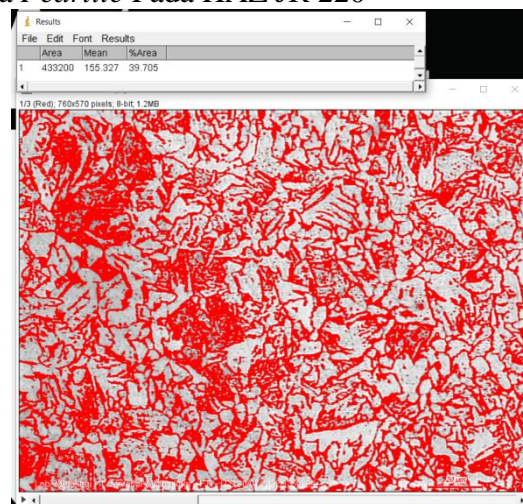 Pearlite Pada HAZ JK 220
Results
File Edit Font Results
Area Mean %Area
1 433200 155.327 39.705
1/3 (Red); 760x570 pixels; 8-bit; 1.2MB